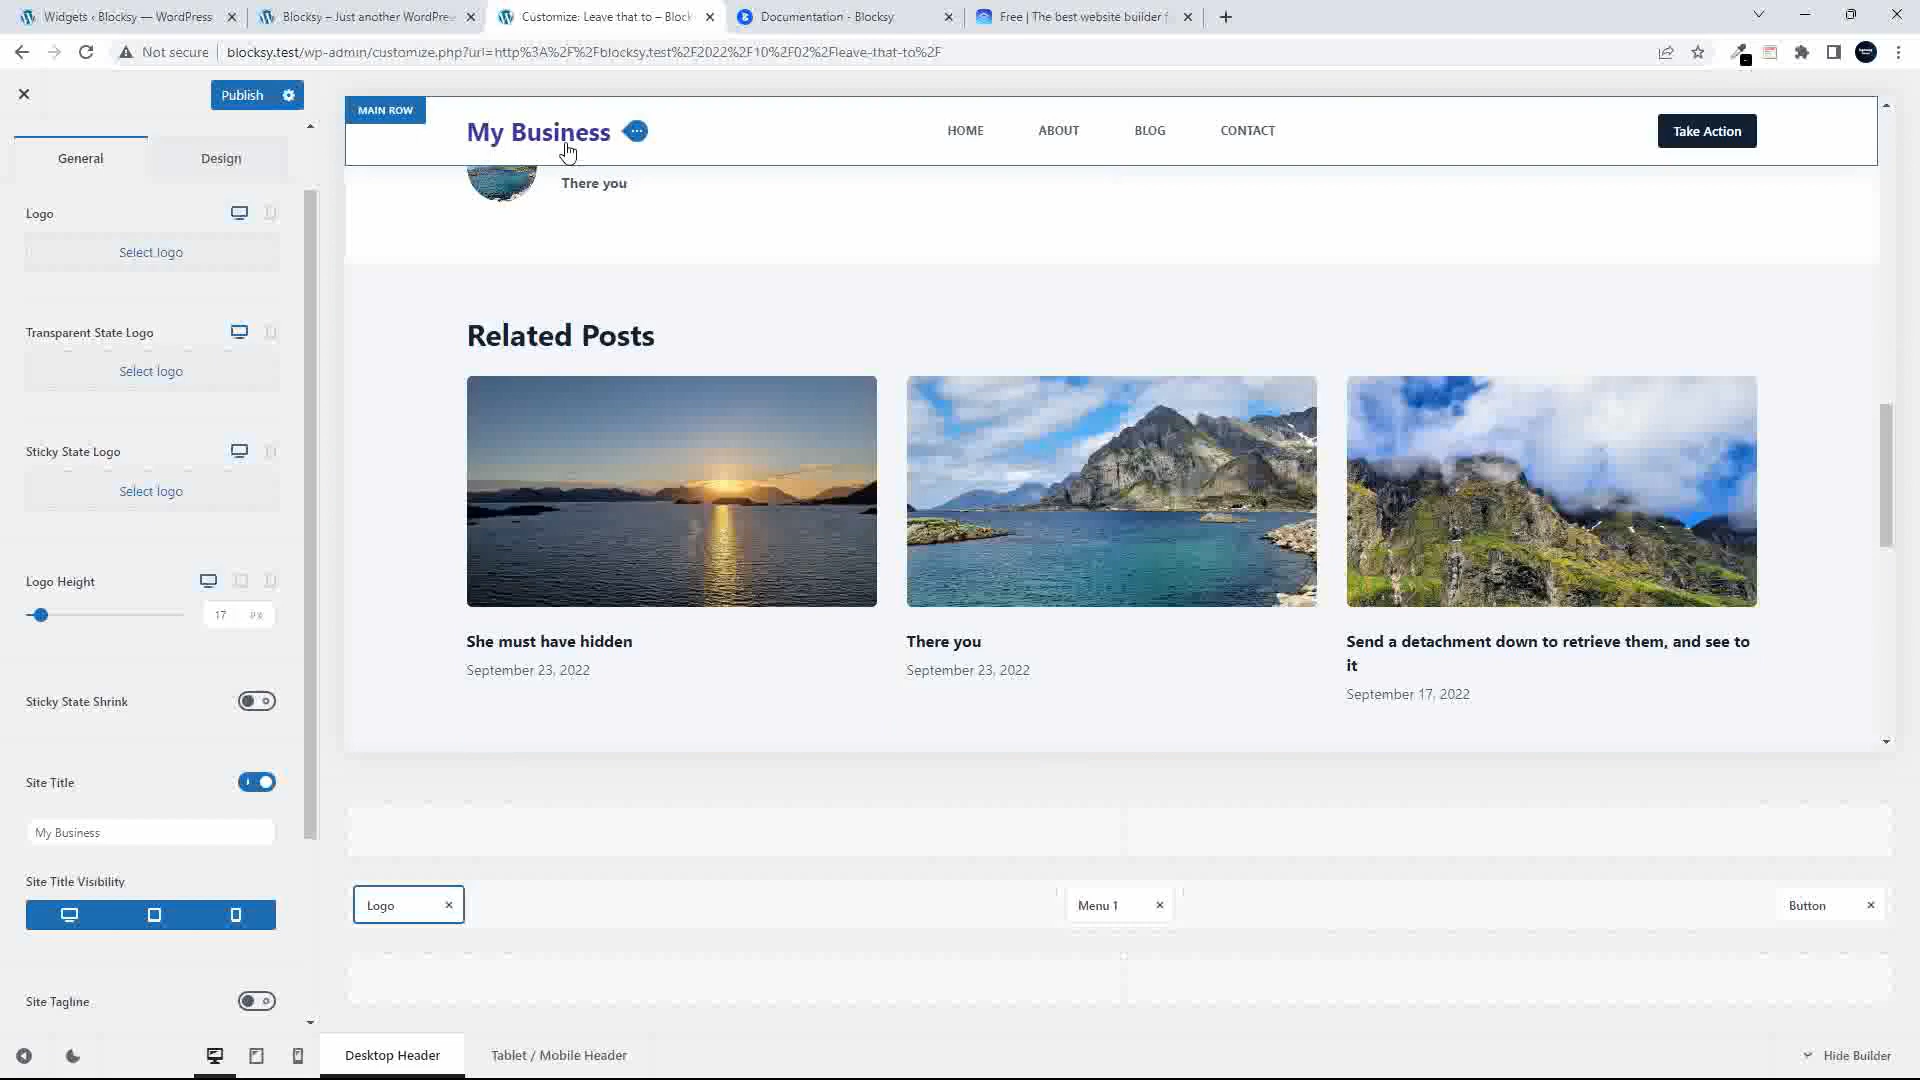 Widgets ‹ Blocksy — WordPress
Blocksy – Just another WordPre
Customize: Leave that to – Block
Documentation - Blocksy
Free | The best website builder f
Not secure
blocksy.test/wp-admin/customize.php?url=http%3A%2F%2Fblocksy.test%2F2022%2F10%2F02%2Fleave-that-to%2F
Publish
General
Design
Logo
Select logo
Transparent State Logo
Select logo
Sticky State Logo
Select logo
Logo Height
17
PX
Sticky State Shrink
Site Title
My Business
Site Title Visibility
Site Tagline
MAIN ROW
My Business
HOME
ABOUT
BLOG
CONTACT
Take Action
There you
Related Posts
She must have hidden
September 23, 2022
There you
September 23, 2022
Send a detachment down to retrieve them, and see to
it
September 17, 2022
Logo
Menu 1
Button
Desktop Header
Tablet / Mobile Header
Hide Builder